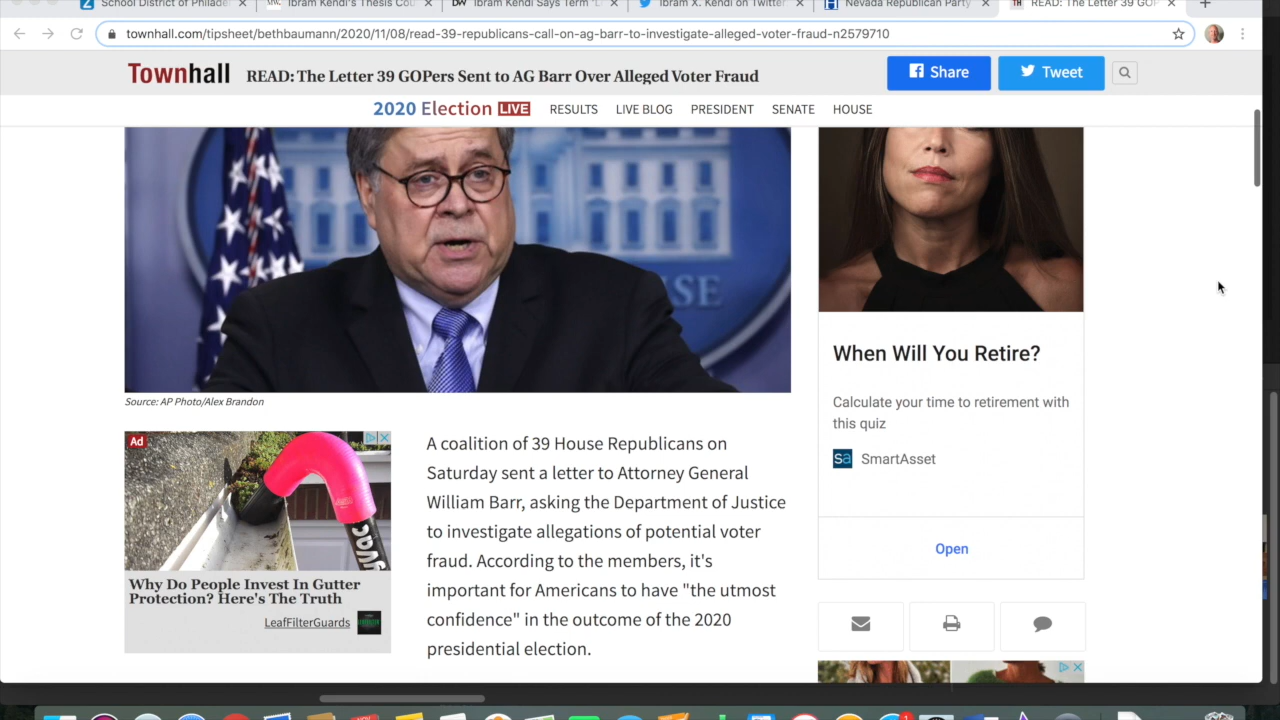 School District of Philade
Ibram Kendi's Thesis Cou
Ibram Kendi Says Term 'L
Ibram X. Kendi on Twitter
Nevada Republican Party
READ: The Letter 39 GOP
townhall.com/tipsheet/bethbaumann/2020/11/08/read-39-republicans-call-on-ag-barr-to-investigate-alleged-voter-fraud-n2579710
Townhall READ: The Letter 39 GOPers Sent to AG Barr Over Alleged Voter Fraud
Share
Tweet
2020 Election LIVE RESULTS LIVE BLOG PRESIDENT SENATE HOUSE
SE
Source: AP Photo/Alex Brandon
Ad
Why Do People Invest In Gutter
Protection? Here's The Truth
LeafFilterGuards
A coalition of 39 House Republicans on
Saturday sent a letter to Attorney General
William Barr, asking the Department of Justice
to investigate allegations of potential voter
fraud. According to the members, it's
important for Americans to have "the utmost
confidence" in the outcome of the 2020
presidential election.
When Will You Retire?
Calculate your time to retirement with
this quiz
sa SmartAsset
Open